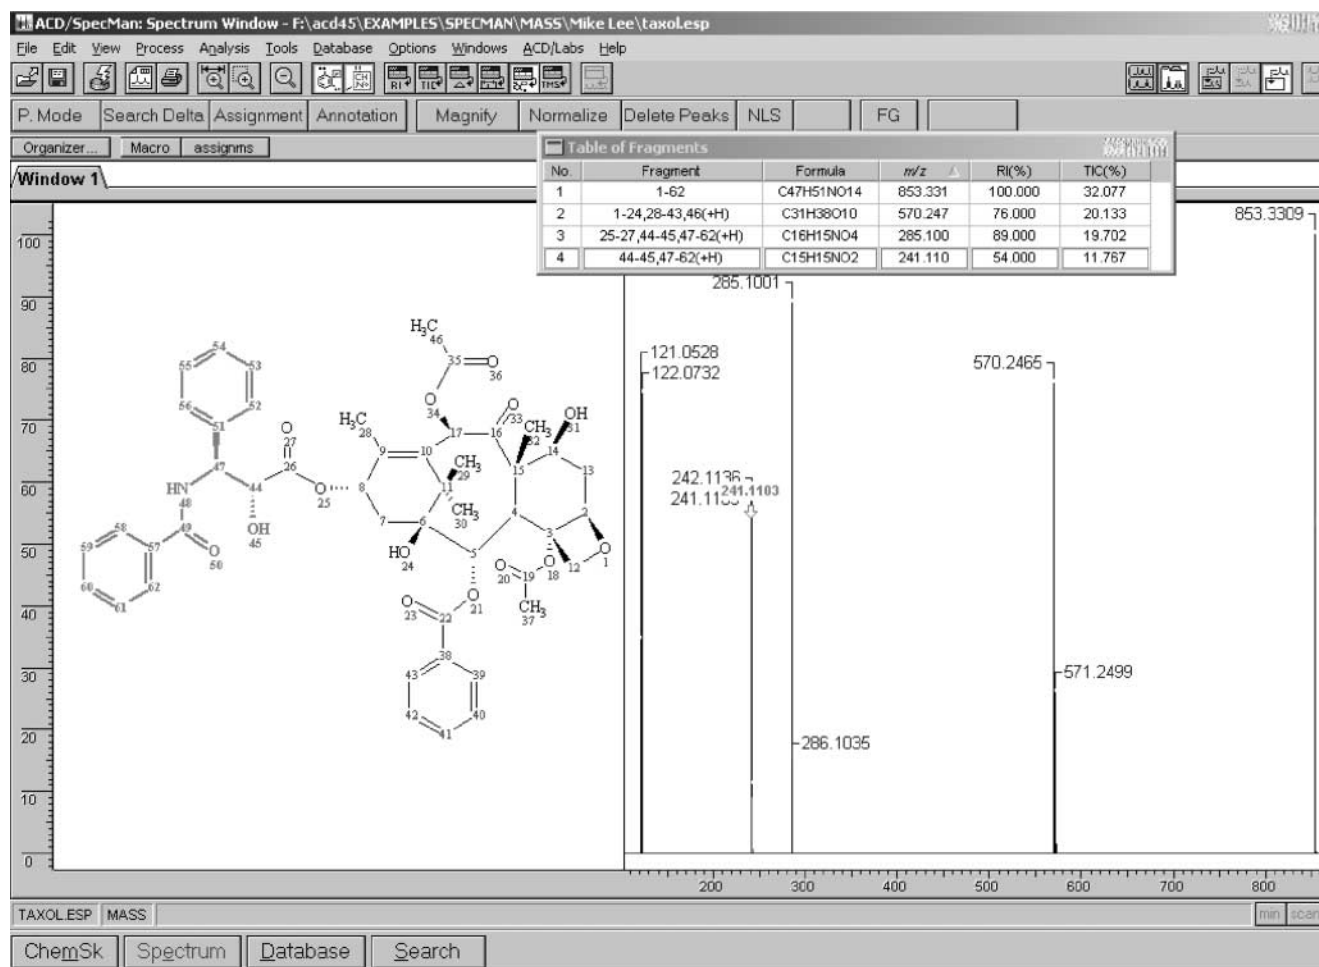 ACD/SpecMan: Spectrum Window - F:\acd45\EXAMPLES\SPECMAN\MASS\Mike Lee\taxol.esp
File Edit View Process Analysis Tools Database Options Windows ACD/Labs Help
RI TIC TMS
P. Mode Search Delta Assignment Annotation Magnify Normalize Delete Peaks NLS FG
Organizer... Macro assignms
Window 1
Table of Fragments
No. Fragment Formula m/z RI(%) TIC(%)
1 1-62 C47H51NO14 853.331 100.000 32.077
2 1-24,28-43,46(+H) C31H38O10 570.247 76.000 20.133
3 25-27,44-45,47-62(+H) C16H15NO4 285.100 89.000 19.702
4 44-45,47-62(+H) C15H15NO2 241.110 54.000 11.767
853.3309
285.1001
121.0528
122.0732
570.2465
242.1136
241.1103
571.2499
286.1035
100
90
80
70
60
50
40
30
20
10
0
H3C
46
35
O
36
O
34
54
55
53
56
52
51
O
27
47
26
HN
48
44
O
25
OH
45
49
O
50
58
57
59
60
61
62
H3C
28
9
10
17
16
O
33
CH3
32
OH
31
14
15
13
8
11
CH3
29
CH3
30
7
6
4
HO
24
5
3
2
O
1
12
O
18
O
20
19
CH3
37
O
21
O
23
22
38
43
39
42
40
41
200 300 400 500 600 700 800
TAXOL.ESP MASS min scan
ChemSk Spectrum Database Search